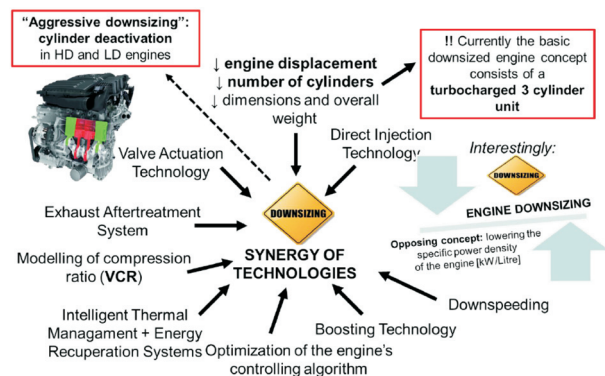 “Aggressive downsizing”:
cylinder deactivation
in HD and LD engines
↓ engine displacement
↓ number of cylinders
↓ dimensions and overall
weight
!! Currently the basic
downsized engine concept
consists of a
turbocharged 3 cylinder
unit
Valve Actuation
Technology
Direct Injection
Technology
Interestingly:
DOWNSIZING
ENGINE DOWNSIZING
Opposing concept: lowering the
specific power density
of the engine [kW/Litre]
Exhaust Aftertreatment
System
DOWNSIZING
SYNERGY OF
TECHNOLOGIES
Modelling of compression
ratio (VCR)
Downspeeding
Intelligent Thermal
Managament + Energy
Recuperation Systems
Boosting Technology
Optimization of the engine’s
controlling algorithm